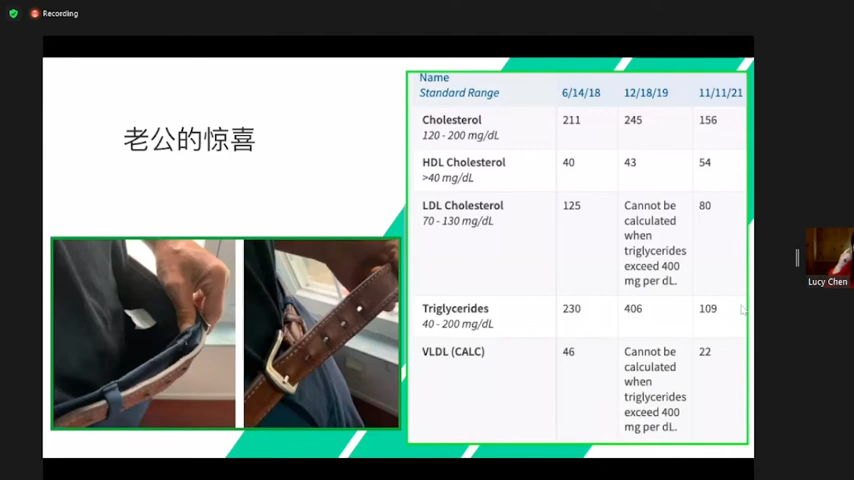 Recording
老公的惊喜
Name
Standard Range 6/14/18 12/18/19 11/11/21
Cholesterol 211 245 156
120 - 200 mg/dL
HDL Cholesterol 40 43 54
>40 mg/dL
LDL Cholesterol 125 Cannot be 80
70 - 130 mg/dL calculated
when
triglycerides
exceed 400
mg per dL.
Triglycerides 230 406 109
40 - 200 mg/dL
VLDL (CALC) 46 Cannot be 22
calculated
when
triglycerides
exceed 400
mg per dL.
Lucy Chen